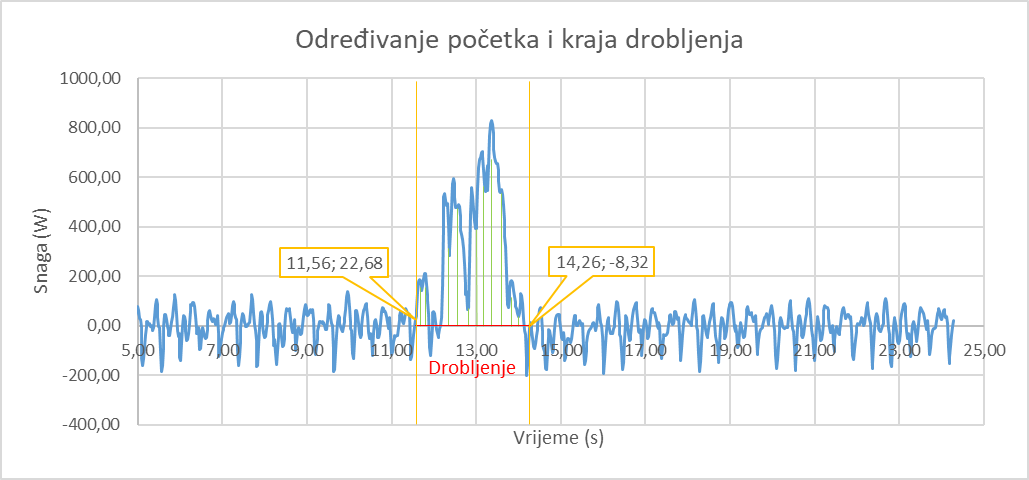 Određivanje početka i kraja drobljenja
1000,00
800,00
600,00
400,00
200,00
0,00
-200,00
-400,00
Snaga (W)
11,56; 22,68
14,26; -8,32
5,00 7,00 9,00 11,00 13,00 15,00 17,00 19,00 21,00 23,00 25,00
Drobljenje
Vrijeme (s)